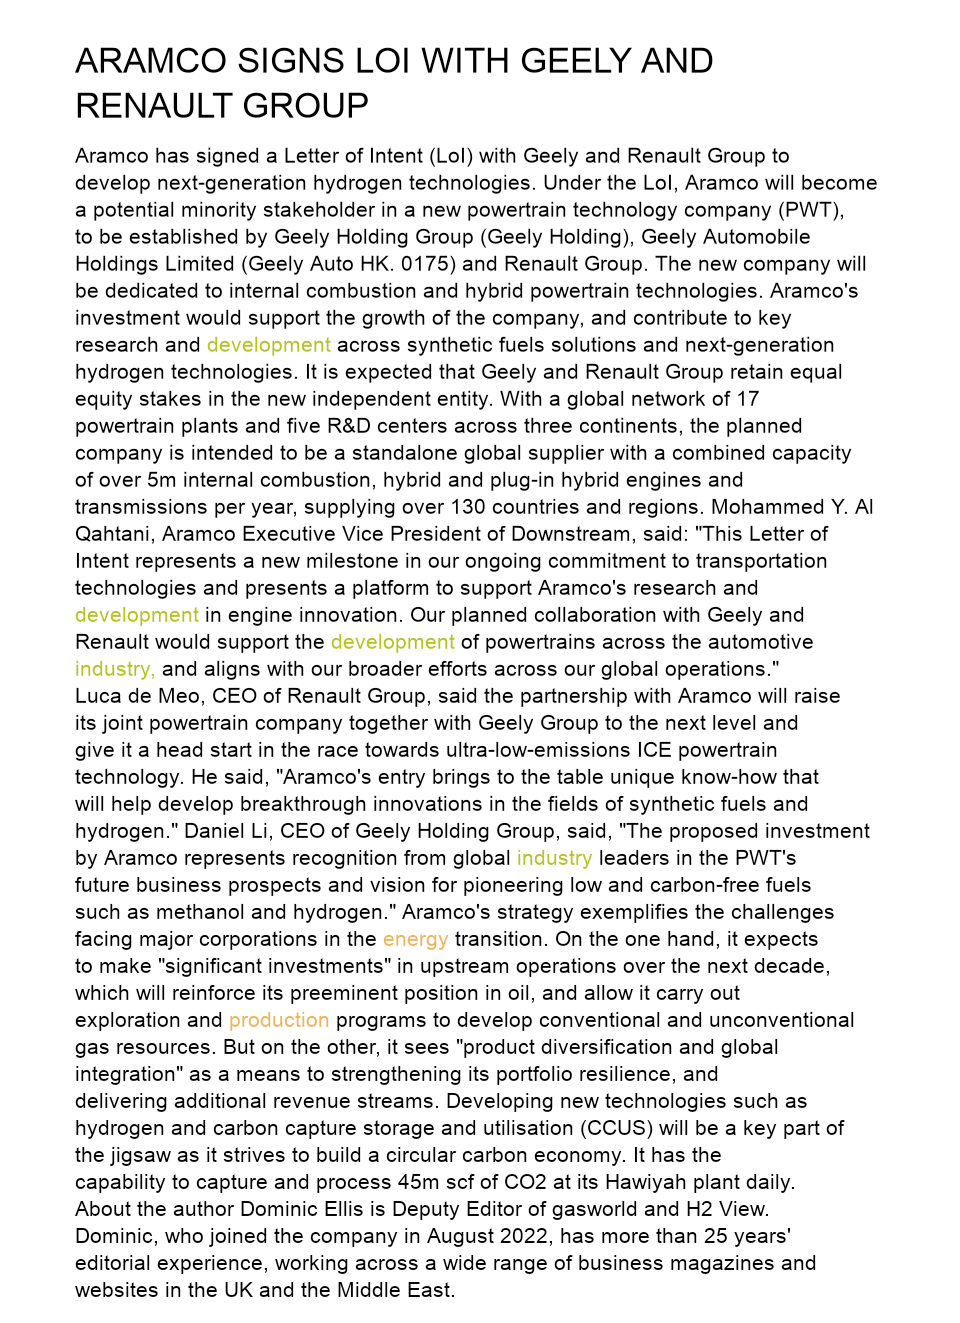 ARAMCO SIGNS LOI WITH GEELY AND
RENAULT GROUP
Aramco has signed a Letter of Intent (LoI) with Geely and Renault Group to
develop next-generation hydrogen technologies. Under the LoI, Aramco will become
a potential minority stakeholder in a new powertrain technology company (PWT),
to be established by Geely Holding Group (Geely Holding), Geely Automobile
Holdings Limited (Geely Auto HK. 0175) and Renault Group. The new company will
be dedicated to internal combustion and hybrid powertrain technologies. Aramco's
investment would support the growth of the company, and contribute to key
research and development across synthetic fuels solutions and next-generation
hydrogen technologies. It is expected that Geely and Renault Group retain equal
equity stakes in the new independent entity. With a global network of 17
powertrain plants and five R&D centers across three continents, the planned
company is intended to be a standalone global supplier with a combined capacity
of over 5m internal combustion, hybrid and plug-in hybrid engines and
transmissions per year, supplying over 130 countries and regions. Mohammed Y. Al
Qahtani, Aramco Executive Vice President of Downstream, said: "This Letter of
Intent represents a new milestone in our ongoing commitment to transportation
technologies and presents a platform to support Aramco's research and
development in engine innovation. Our planned collaboration with Geely and
Renault would support the development of powertrains across the automotive
industry, and aligns with our broader efforts across our global operations."
Luca de Meo, CEO of Renault Group, said the partnership with Aramco will raise
its joint powertrain company together with Geely Group to the next level and
give it a head start in the race towards ultra-low-emissions ICE powertrain
technology. He said, "Aramco's entry brings to the table unique know-how that
will help develop breakthrough innovations in the fields of synthetic fuels and
hydrogen." Daniel Li, CEO of Geely Holding Group, said, "The proposed investment
by Aramco represents recognition from global industry leaders in the PWT's
future business prospects and vision for pioneering low and carbon-free fuels
such as methanol and hydrogen." Aramco's strategy exemplifies the challenges
facing major corporations in the energy transition. On the one hand, it expects
to make "significant investments" in upstream operations over the next decade,
which will reinforce its preeminent position in oil, and allow it carry out
exploration and production programs to develop conventional and unconventional
gas resources. But on the other, it sees "product diversification and global
integration" as a means to strengthening its portfolio resilience, and
delivering additional revenue streams. Developing new technologies such as
hydrogen and carbon capture storage and utilisation (CCUS) will be a key part of
the jigsaw as it strives to build a circular carbon economy. It has the
capability to capture and process 45m scf of CO2 at its Hawiyah plant daily.
About the author Dominic Ellis is Deputy Editor of gasworld and H2 View.
Dominic, who joined the company in August 2022, has more than 25 years'
editorial experience, working across a wide range of business magazines and
websites in the UK and the Middle East.